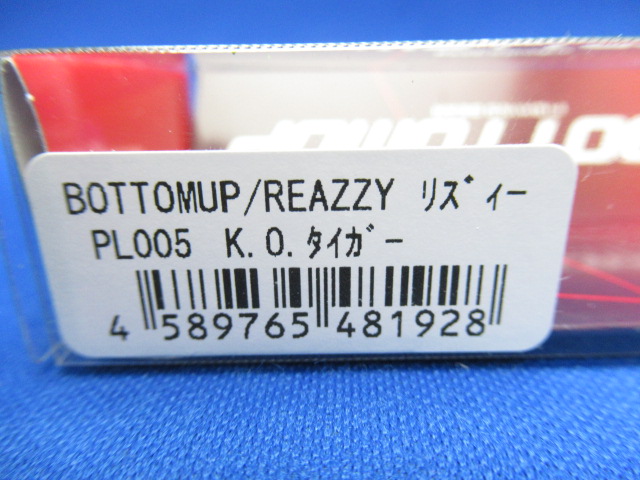 BOTTOMUP/REAZZY ﾘｽﾞｨｰ
PL005 K.O.ﾀｲｶﾞｰ
4 589765 481928